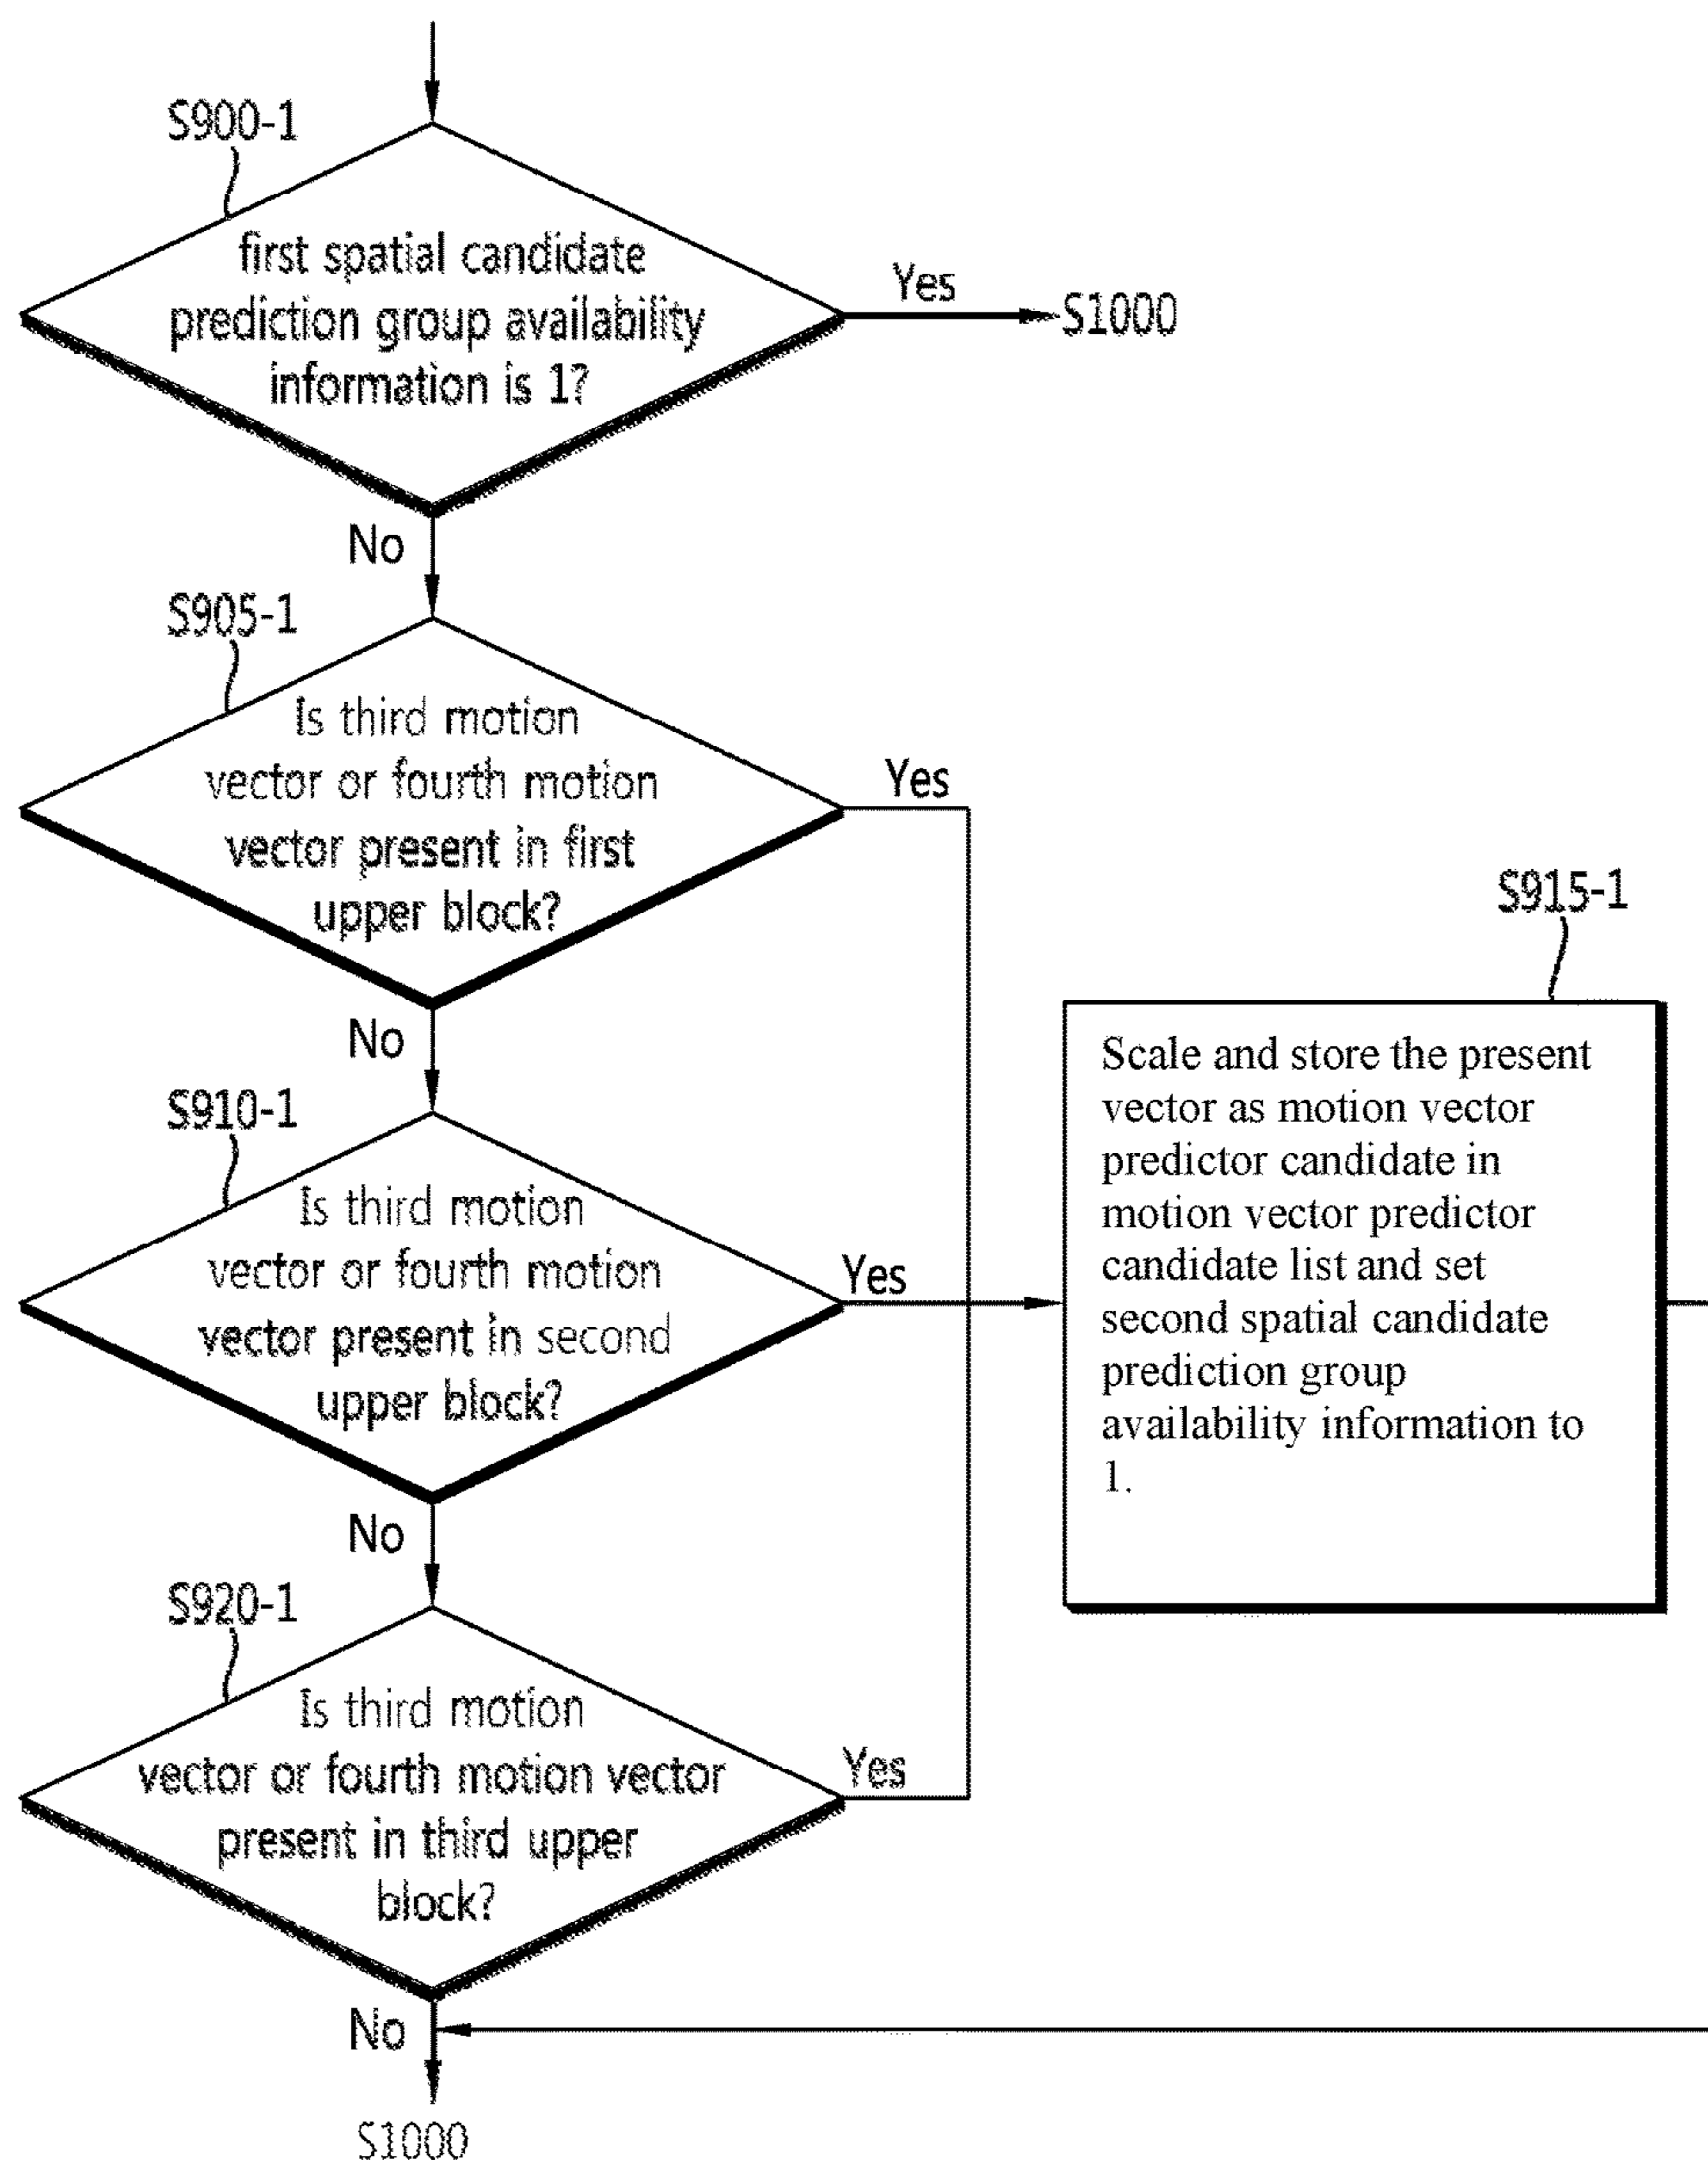 S900-1
first spatial candidate
prediction group availability
information is 1?
Yes
S1000
No
S905-1
Is third motion
vector or fourth motion
vector present in first
upper block?
Yes
No
S910-1
Is third motion
vector or fourth motion
vector present in second
upper block?
Yes
S915-1
Scale and store the present
vector as motion vector
predictor candidate in
motion vector predictor
candidate list and set
second spatial candidate
prediction group
availability information to
1.
No
S920-1
Is third motion
vector or fourth motion vector
present in third upper
block?
Yes
No
S1000